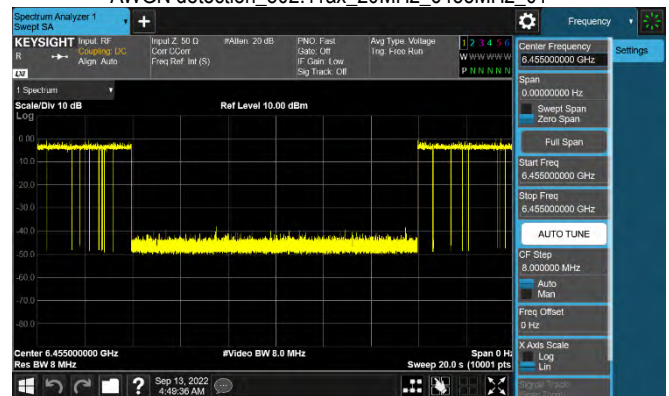 Spectrum Analyzer 1
Swept SA
Frequency
KEYSIGHT
Input: RF
Coupling: DC
Align: Auto
Input Z: 50 Ω
Corr CCorr
Freq Ref: Int (S)
#Atten: 20 dB
PNO: Fast
Gate: Off
IF Gain: Low
Sig Track: Off
Avg Type: Voltage
Trig: Free Run
1 2 3 4 5 6
W W W W W W
P N N N N N
R
LXI
1 Spectrum
Scale/Div 10 dB
Ref Level 10.00 dBm
Log
0.00
-10.0
-20.0
-30.0
-40.0
-50.0
-60.0
-70.0
-80.0
Center 6.455000000 GHz
#Video BW 8.0 MHz
Span 0 Hz
Res BW 8 MHz
Sweep 20.0 s (10001 pts
Sep 13, 2022
4:49:36 AM
Center Frequency
6.455000000 GHz
Settings
Span
0.00000000 Hz
Swept Span
Zero Span
Full Span
Start Freq
6.455000000 GHz
Stop Freq
6.455000000 GHz
AUTO TUNE
CF Step
8.000000 MHz
Auto
Man
Freq Offset
0 Hz
X Axis Scale
Log
Lin